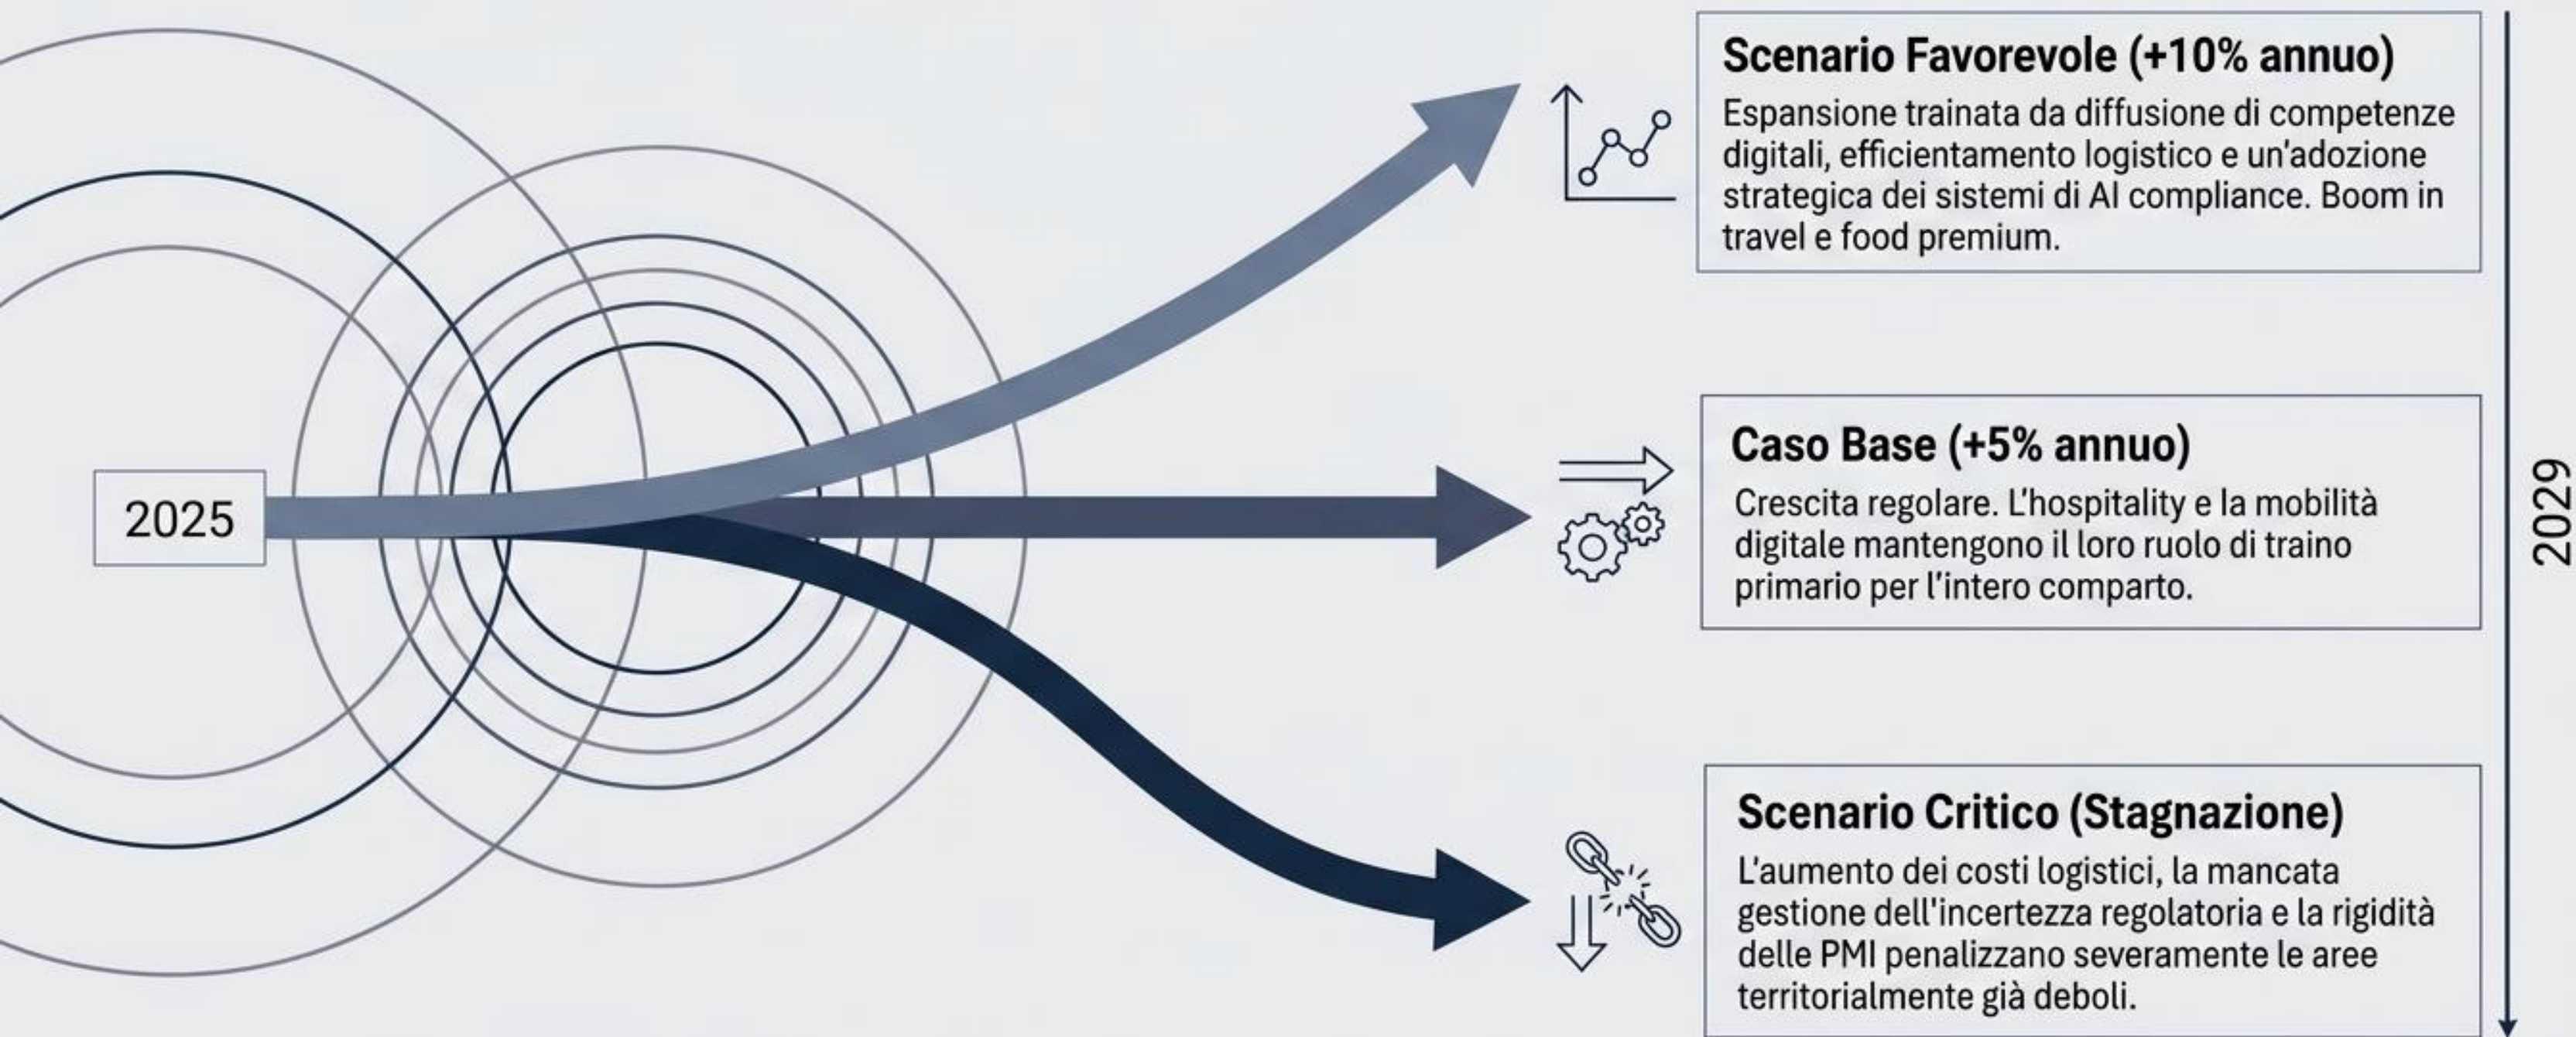 2025
Scenario Favorevole (+10% annuo)
Espansione trainata da diffusione di competenze
digitali, efficientamento logistico e un'adozione
strategica dei sistemi di AI compliance. Boom in
travel e food premium.
Caso Base (+5% annuo)
Crescita regolare. L'hospitality e la mobilità
digitale mantengono il loro ruolo di traino
primario per l'intero comparto.
Scenario Critico (Stagnazione)
L'aumento dei costi logistici, la mancata
gestione dell'incertezza regolatoria e la rigidità
delle PMI penalizzano severamente le aree
territorialmente già deboli.
2029